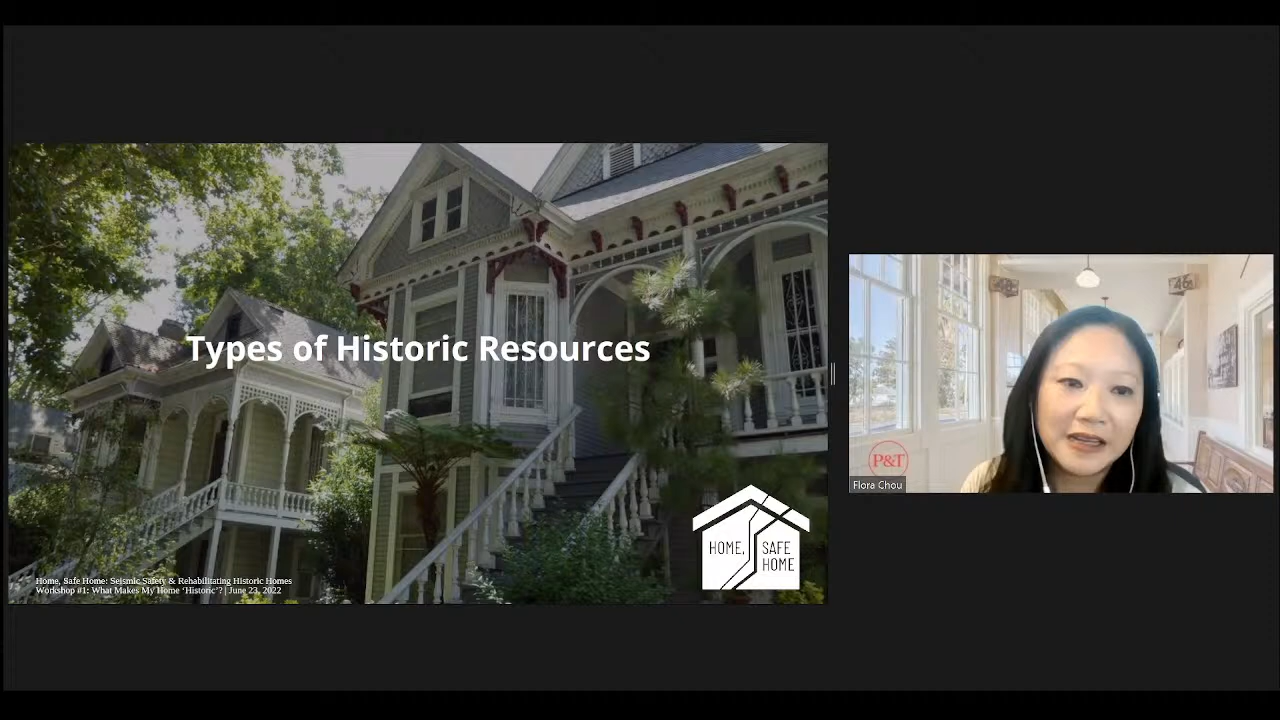 Types of Historic Resources
HOME, SAFE
HOME
Home, Safe Home: Seismic Safety & Rehabilitating Historic Homes
Workshop #1: What Makes My Home 'Historic'? | June 23, 2022
46
P&T
Flora Chou